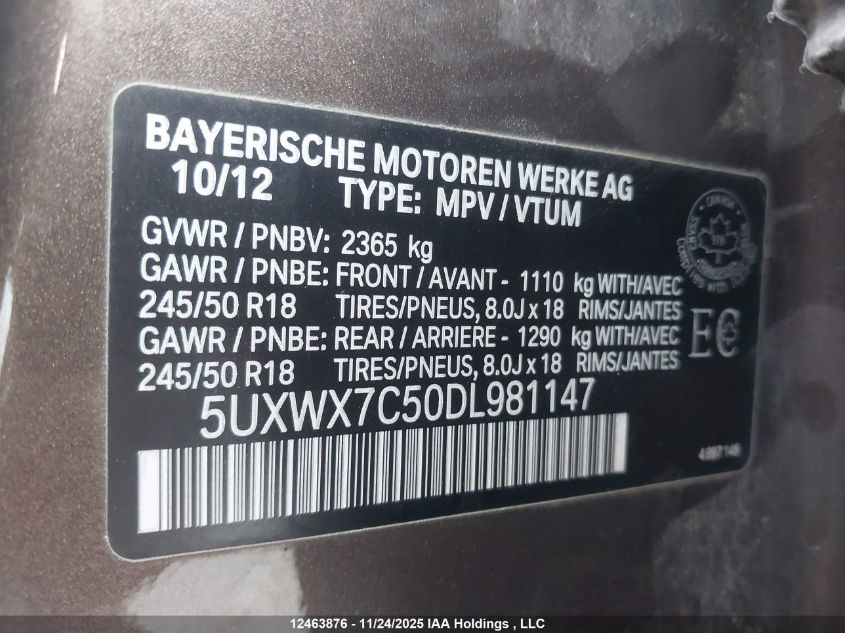 BAYERISCHE MOTOREN WERKE AG
10/12 TYPE: MPV / VTUM
GVWR / PNBV: 2365 kg
GAWR / PNBE: FRONT / AVANT - 1110 kg WITH/AVEC
245/50 R18 TIRES/PNEUS, 8.0J x 18 RIMS/JANTES
GAWR / PNBE: REAR / ARRIERE - 1290 kg WITH/AVEC
245/50 R18 TIRES/PNEUS, 8.0J x 18 RIMS/JANTES
EC
5UXWX7C50DL981147
CANADA
12463876 - 11/24/2025 IAA Holdings , LLC